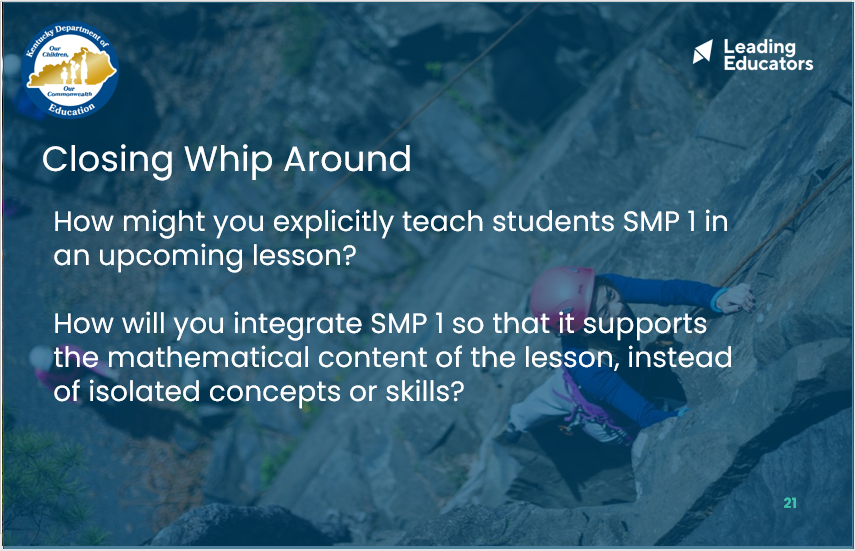 Kentucky Department of
Our
Children,
Our
Commonwealth
Education
Leading
Educators
Closing Whip Around
How might you explicitly teach students SMP 1 in
an upcoming lesson?
How will you integrate SMP 1 so that it supports
the mathematical content of the lesson, instead
of isolated concepts or skills?
21